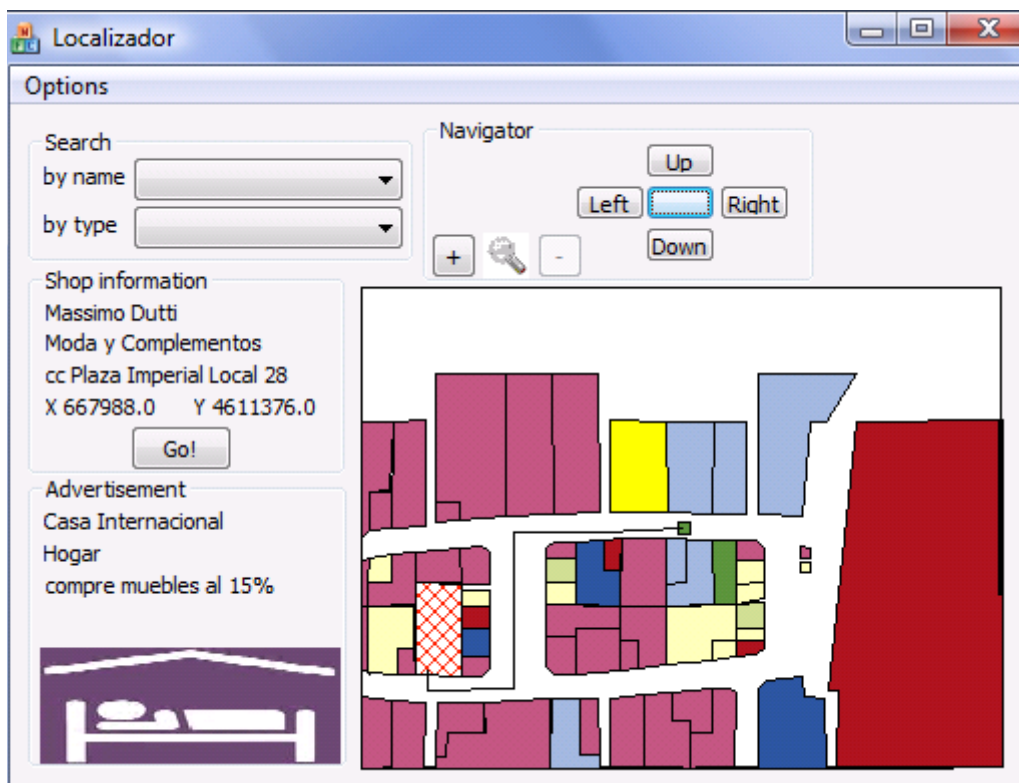 Localizador
Options
Search
by name
by type
Navigator
Up
Left
Right
Down
+
-
Shop information
Massimo Dutti
Moda y Complementos
cc Plaza Imperial Local 28
X 667988.0 Y 4611376.0
Go!
Advertisement
Casa Internacional
Hogar
compre muebles al 15%